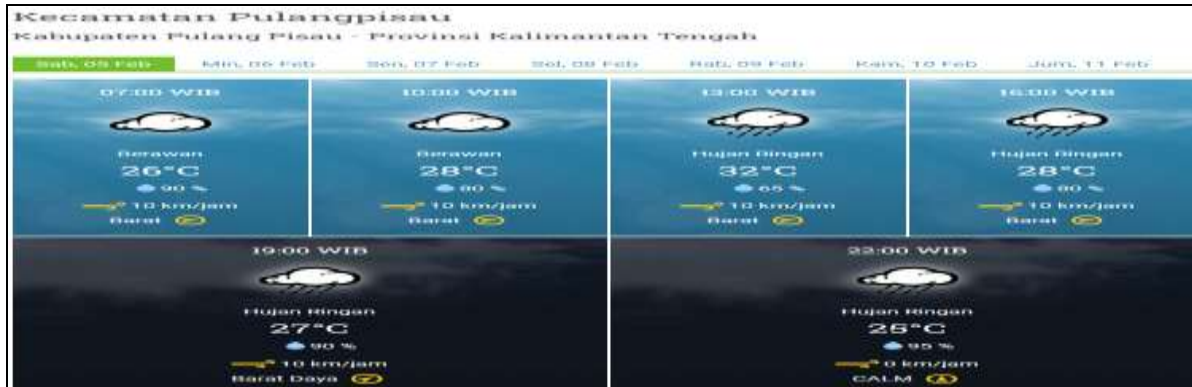 Kecamatan Pulangpisau
Kabupaten Pulang Pisau - Provinsi Kalimantan Tengah
Sab, 05 Feb Min, 06 Feb Sen, 07 Feb Sel, 08 Feb Rab, 09 Feb Kam, 10 Feb Jum, 11 Feb
07:00 WIB
Berawan
26°C
90 %
10 km/jam
Barat
10:00 WIB
Berawan
28°C
80 %
10 km/jam
Barat
13:00 WIB
Hujan Ringan
32°C
65 %
10 km/jam
Barat
16:00 WIB
Hujan Ringan
28°C
80 %
10 km/jam
Barat
19:00 WIB
Hujan Ringan
27°C
90 %
10 km/jam
Barat Daya
22:00 WIB
Hujan Ringan
25°C
95 %
0 km/jam
CALM